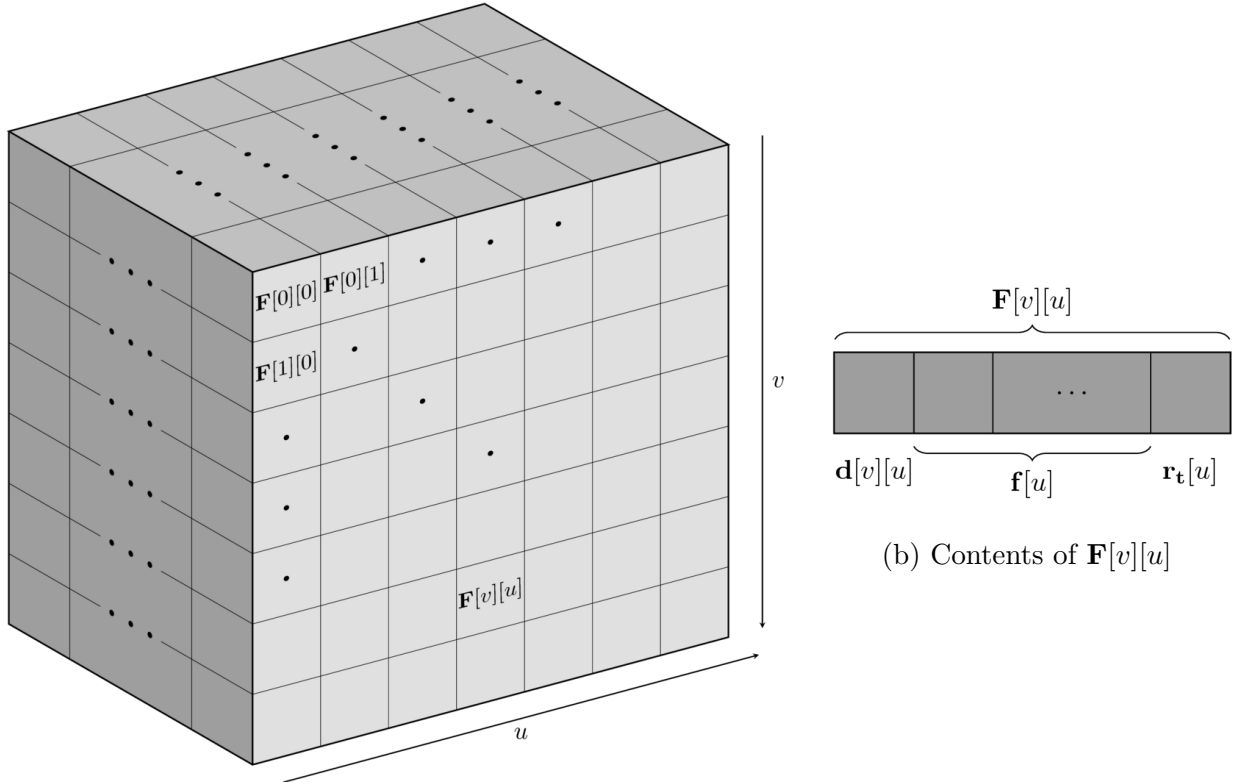 F[0][0] F[0][1]
F[1][0]
F[v][u]
v
u
F[v][u]
. . .
d[v][u]
f[u]
r_t[u]
(b) Contents of F[v][u]